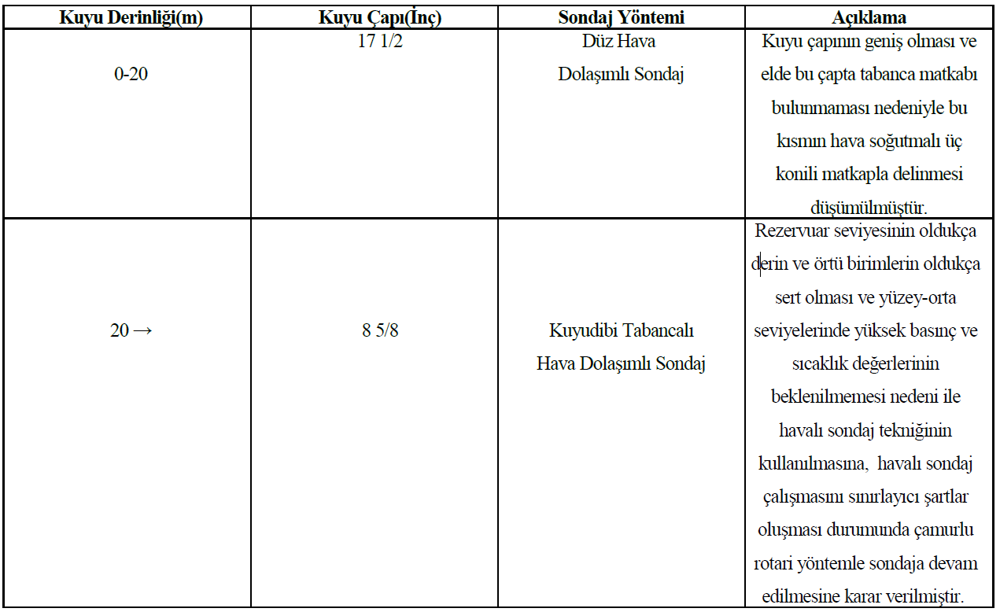 Kuyu Derinliği(m) Kuyu Çapı(İnç) Sondaj Yöntemi Açıklama
0-20
17 1/2
Düz Hava
Dolaşımlı Sondaj
Kuyu çapının geniş olması ve
elde bu çapta tabanca matkabı
bulunmaması nedeniyle bu
kısmın hava soğutmalı üç
konili matkapla delinmesi
düşümülmüştür.
20 →
8 5/8
Kuyudibi Tabancalı
Hava Dolaşımlı Sondaj
Rezervuar seviyesinin oldukça
derin ve örtü birimlerin oldukça
sert olması ve yüzey-orta
seviyelerinde yüksek basınç ve
sıcaklık değerlerinin
beklenilmemesi nedeni ile
havalı sondaj tekniğinin
kullanılmasına, havalı sondaj
çalışmasını sınırlayıcı şartlar
oluşması durumunda çamurlu
rotari yöntemle sondaja devam
edilmesine karar verilmiştir.